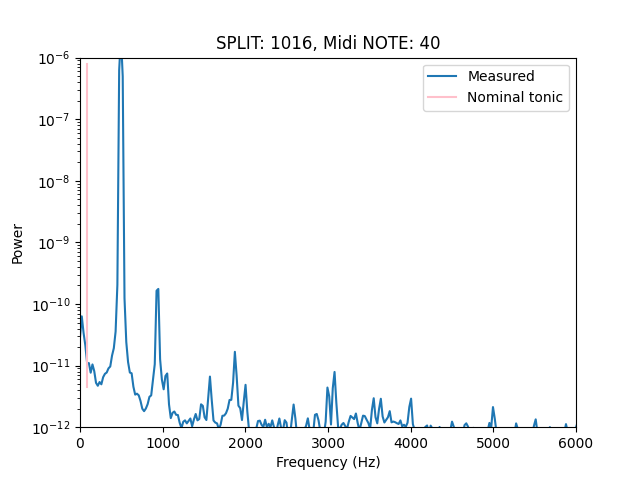 SPLIT: 1016, Midi NOTE: 40
Power
10⁻⁶
10⁻⁷
10⁻⁸
10⁻⁹
10⁻¹⁰
10⁻¹¹
10⁻¹²
Measured
Nominal tonic
0 1000 2000 3000 4000 5000 6000
Frequency (Hz)